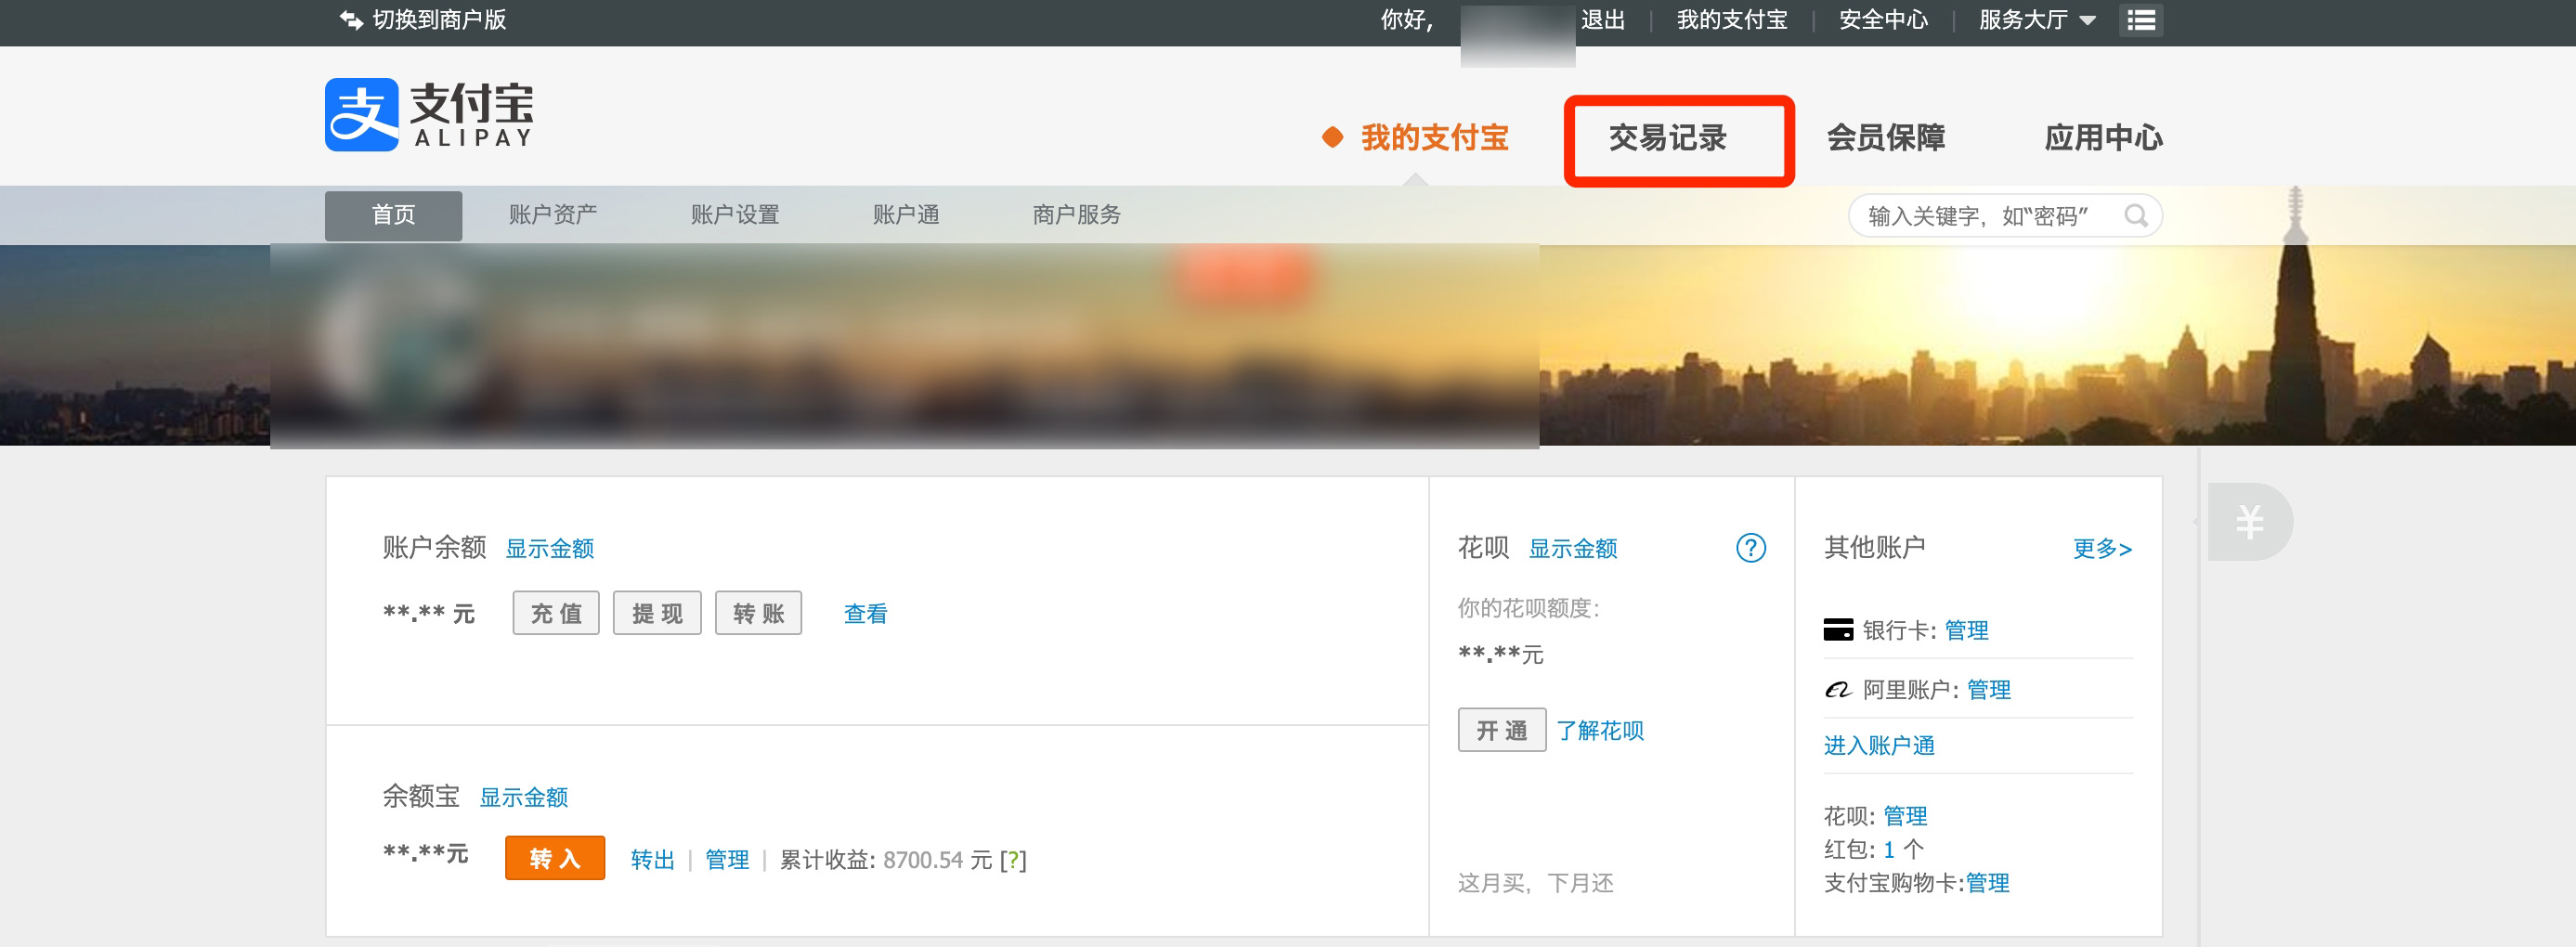 切换到商户版
你好,
退出 | 我的支付宝 | 安全中心 | 服务大厅
支 支付宝
ALIPAY
我的支付宝 交易记录 会员保障 应用中心
首页 账户资产 账户设置 账户通 商户服务
输入关键字，如“密码”
账户余额 显示金额
**.** 元 充 值 提 现 转 账 查看
余额宝 显示金额
**.**元 转 入 转出 | 管理 | 累计收益: 8700.54 元 [?]
花呗 显示金额 ?
你的花呗额度:
**.**元
开 通 了解花呗
这月买，下月还
其他账户 更多>
银行卡: 管理
阿里账户: 管理
进入账户通
花呗: 管理
红包: 1 个
支付宝购物卡:管理
¥